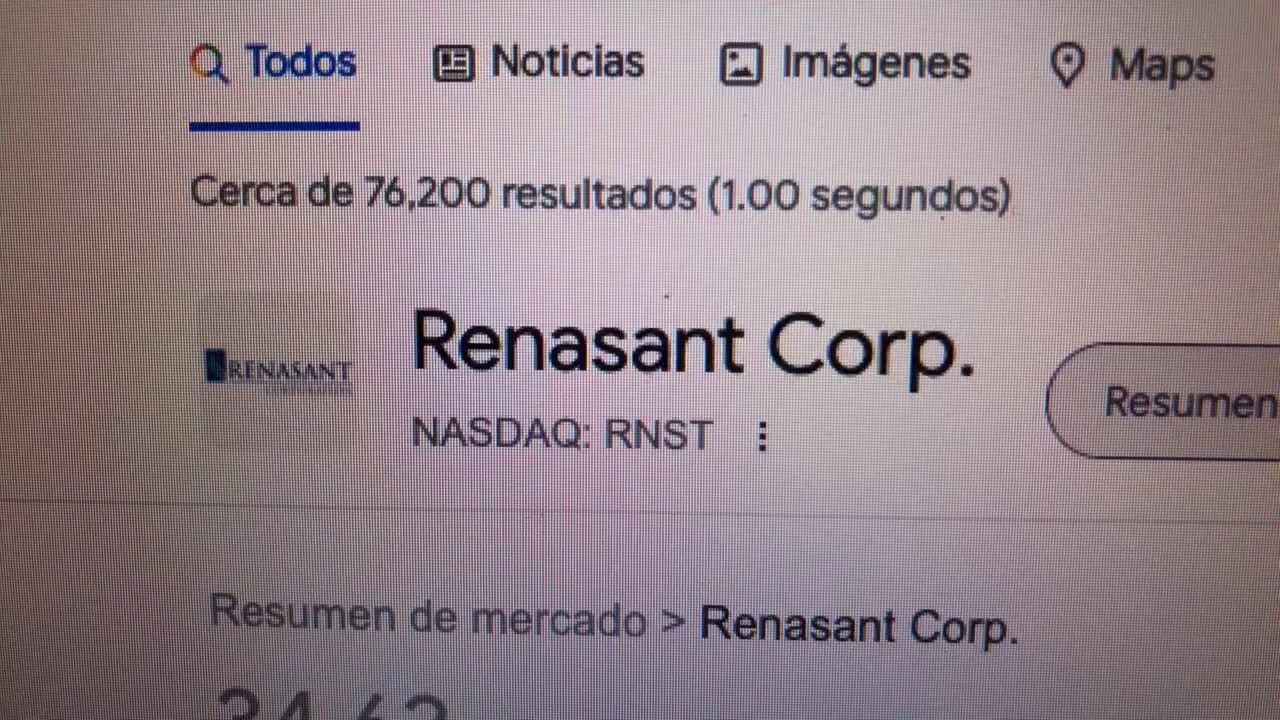 Todos Noticias Imágenes Maps
Cerca de 76,200 resultados (1.00 segundos)
RENASANT
Renasant Corp.
NASDAQ: RNST
Resumen
Resumen de mercado > Renasant Corp.